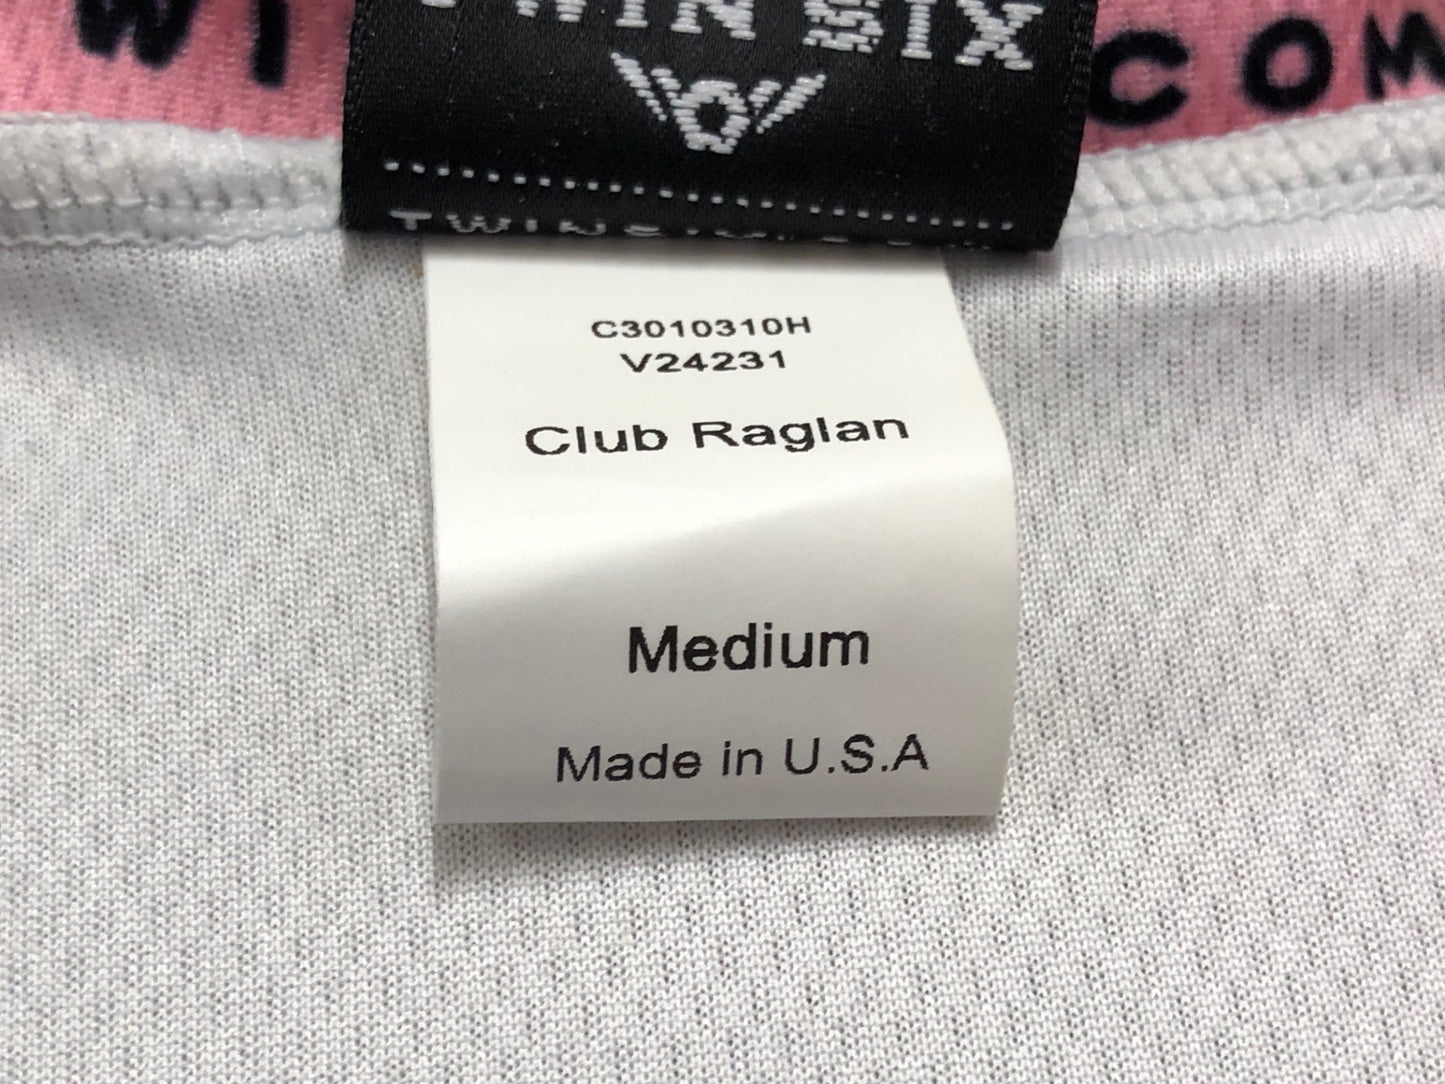 TWIN SIX
C3010310H
V24231
Club Raglan
Medium
Made in U.S.A